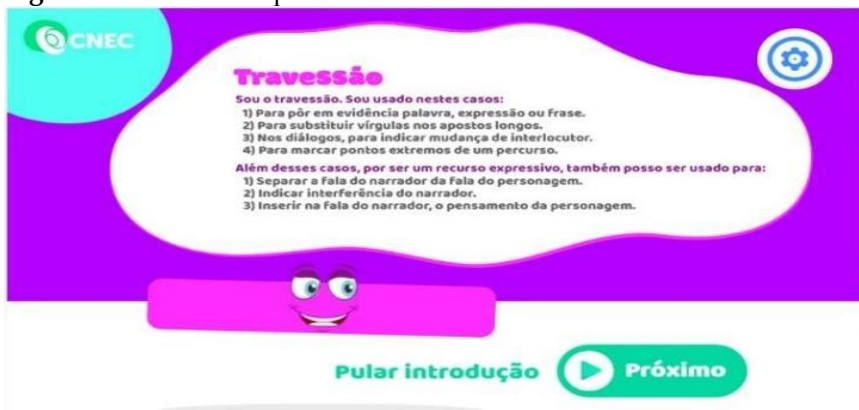 CNEC
Travessão
Sou o travessão. Sou usado nestes casos:
1) Para pôr em evidência palavra, expressão ou frase.
2) Para substituir vírgulas nos apostos longos.
3) Nos diálogos, para indicar mudança de interlocutor.
4) Para marcar pontos extremos de um percurso.
Além desses casos, por ser um recurso expressivo, também posso ser usado para:
1) Separar a fala do narrador da fala do personagem.
2) Indicar interferência do narrador.
3) Inserir na fala do narrador, o pensamento da personagem.
Pular introdução
Próximo